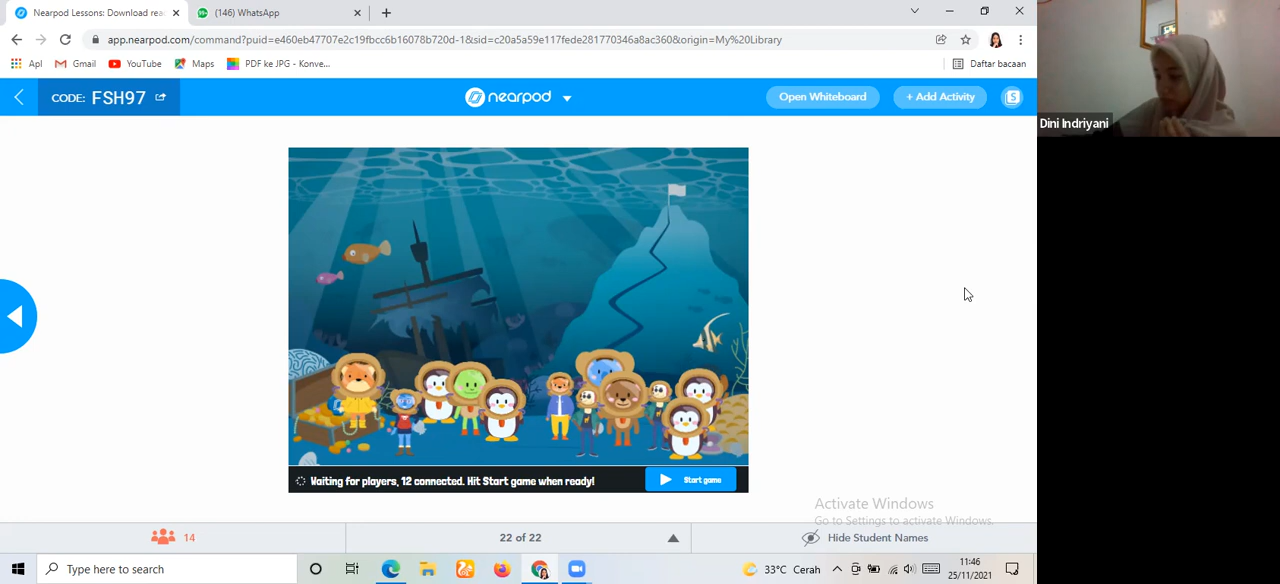 Nearpod Lessons: Download rea
(146) WhatsApp
app.nearpod.com/command?puid=e460eb47707e2c19fbcc6b16078b720d-1&sid=c20a5a59e117fede281770346a8ac360&origin=My%20Library
Apl
Gmail
YouTube
Maps
PDF ke JPG - Konve...
Daftar bacaan
CODE: FSH97
nearpod
Open Whiteboard
+ Add Activity
Dini Indriyani
Waiting for players, 12 connected. Hit Start game when ready!
Start game
Activate Windows
Go to Settings to activate Windows.
14
22 of 22
Hide Student Names
Type here to search
33°C Cerah
11:46
25/11/2021